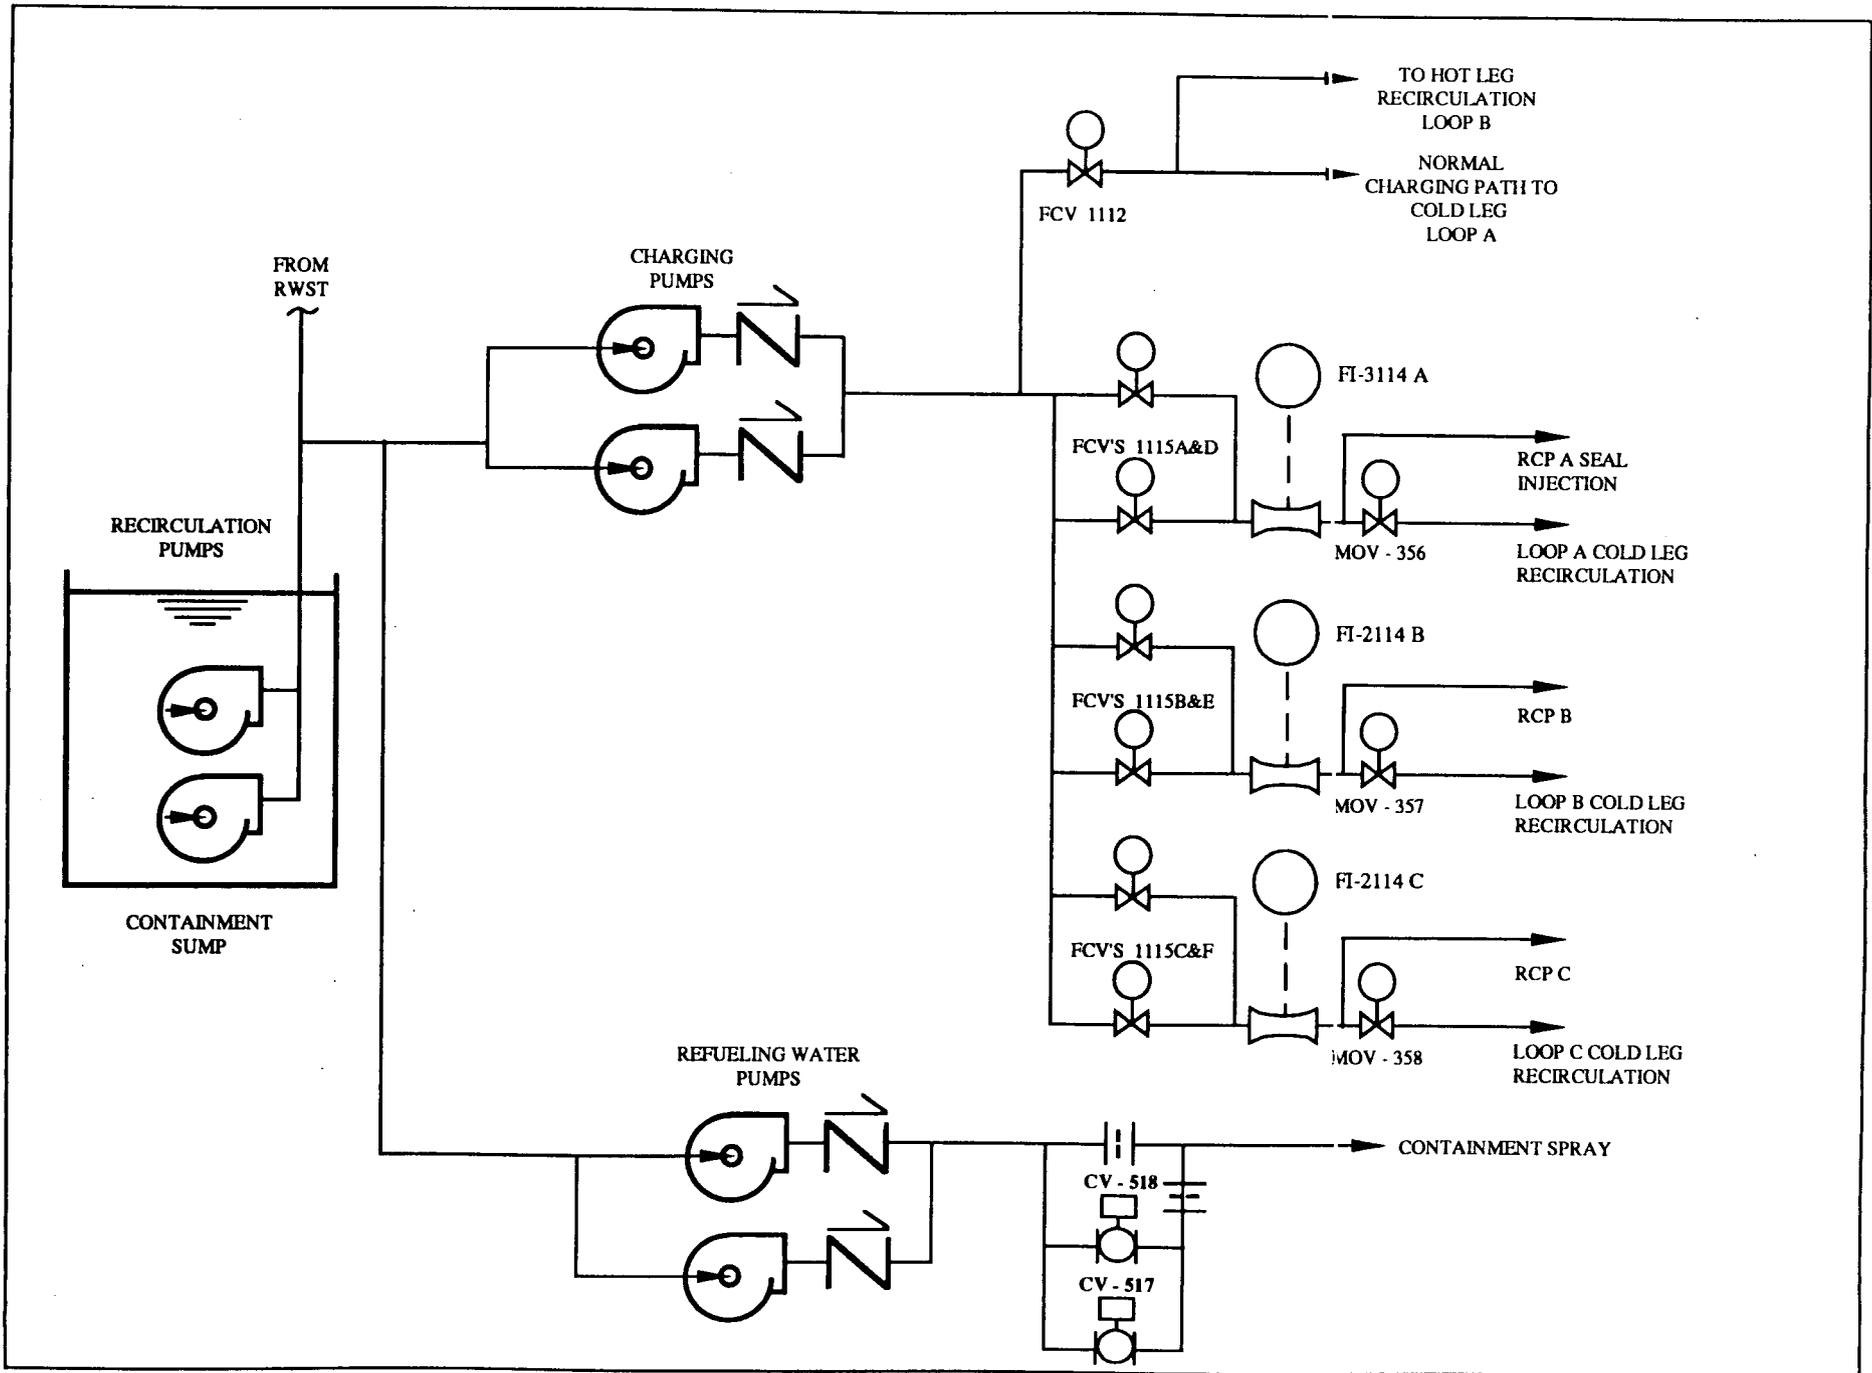 TO HOT LEG
RECIRCULATION
LOOP B
NORMAL
CHARGING PATH TO
COLD LEG
LOOP A
FCV 1112
FROM
RWST
CHARGING
PUMPS
FI-3114 A
FCV'S 1115A&D
RCP A SEAL
INJECTION
RECIRCULATION
PUMPS
MOV - 356
LOOP A COLD LEG
RECIRCULATION
FI-2114 B
FCV'S 1115B&E
RCP B
MOV - 357
LOOP B COLD LEG
RECIRCULATION
FI-2114 C
CONTAINMENT
SUMP
FCV'S 1115C&F
RCP C
MOV - 358
LOOP C COLD LEG
RECIRCULATION
REFUELING WATER
PUMPS
CONTAINMENT SPRAY
CV - 518
CV - 517